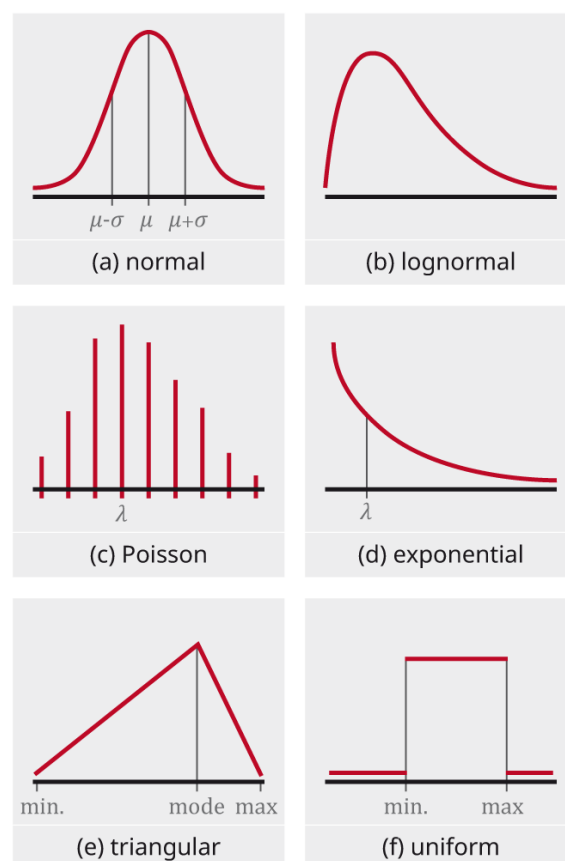 μ-σ μ μ+σ
(a) normal
(b) lognormal
λ
(c) Poisson
λ
(d) exponential
min. mode max
(e) triangular
min. max
(f) uniform